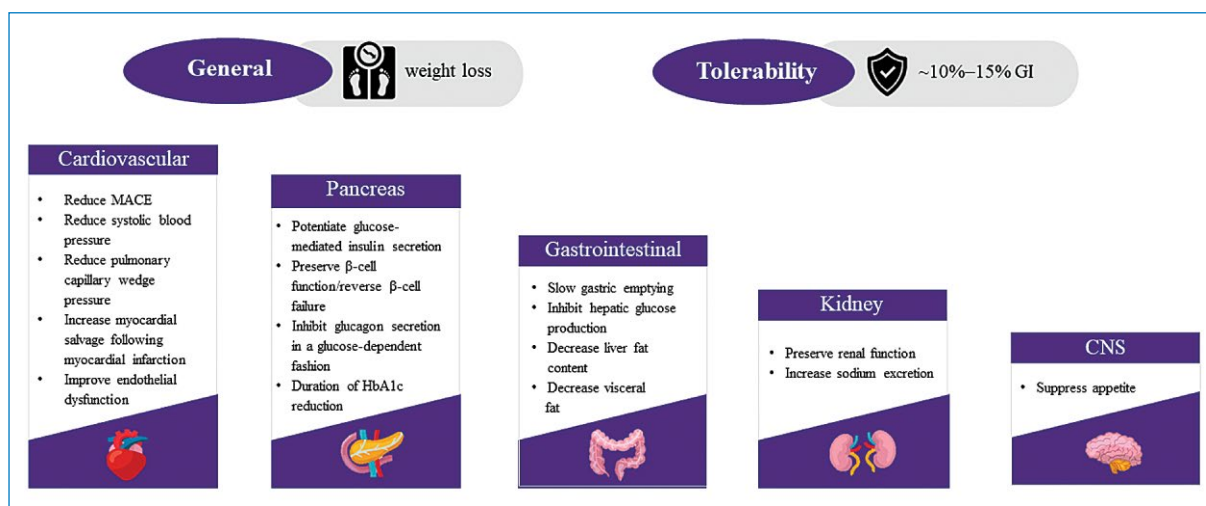 General
weight loss
Tolerability
~10%–15% GI
Cardiovascular
• Reduce MACE
• Reduce systolic blood
pressure
• Reduce pulmonary
capillary wedge
pressure
• Increase myocardial
salvage following
myocardial infarction
• Improve endothelial
dysfunction
Pancreas
• Potentiate glucose-
mediated insulin secretion
• Preserve β-cell
function/reverse β-cell
failure
• Inhibit glucagon secretion
in a glucose-dependent
fashion
• Duration of HbA1c
reduction
Gastrointestinal
• Slow gastric emptying
• Inhibit hepatic glucose
production
• Decrease liver fat
content
• Decrease visceral
fat
Kidney
• Preserve renal function
• Increase sodium excretion
CNS
• Suppress appetite